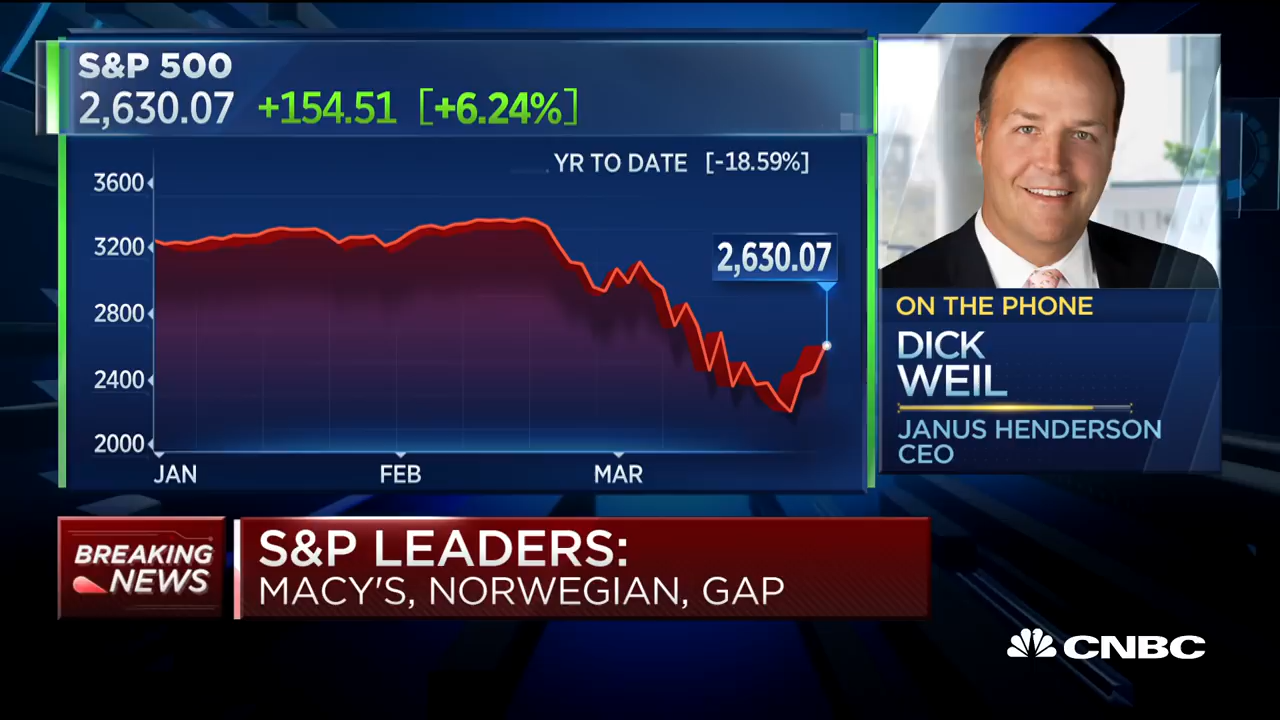 S&P 500
2,630.07 +154.51 [+6.24%]
YR TO DATE [-18.59%]
3600
3200
2800
2400
2000
2,630.07
JAN FEB MAR
ON THE PHONE
DICK
WEIL
JANUS HENDERSON
CEO
BREAKING
NEWS
S&P LEADERS:
MACY'S, NORWEGIAN, GAP
CNBC